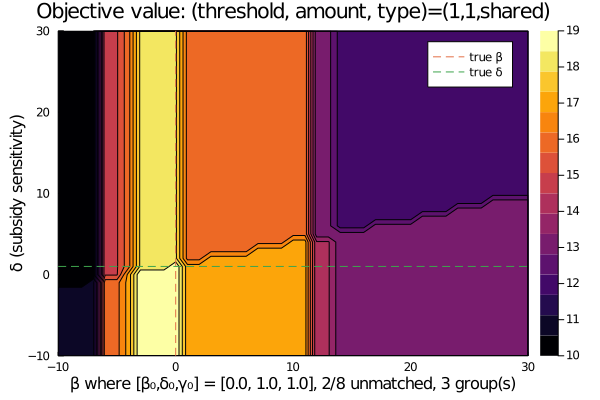 Objective value: (threshold, amount, type)=(1,1,shared)
δ (subsidy sensitivity)
30
20
10
0
−10
true β
true δ
19
18
17
16
15
14
13
12
11
10
−10 0 10 20 30
β where [β₀,δ₀,γ₀] = [0.0, 1.0, 1.0], 2/8 unmatched, 3 group(s)